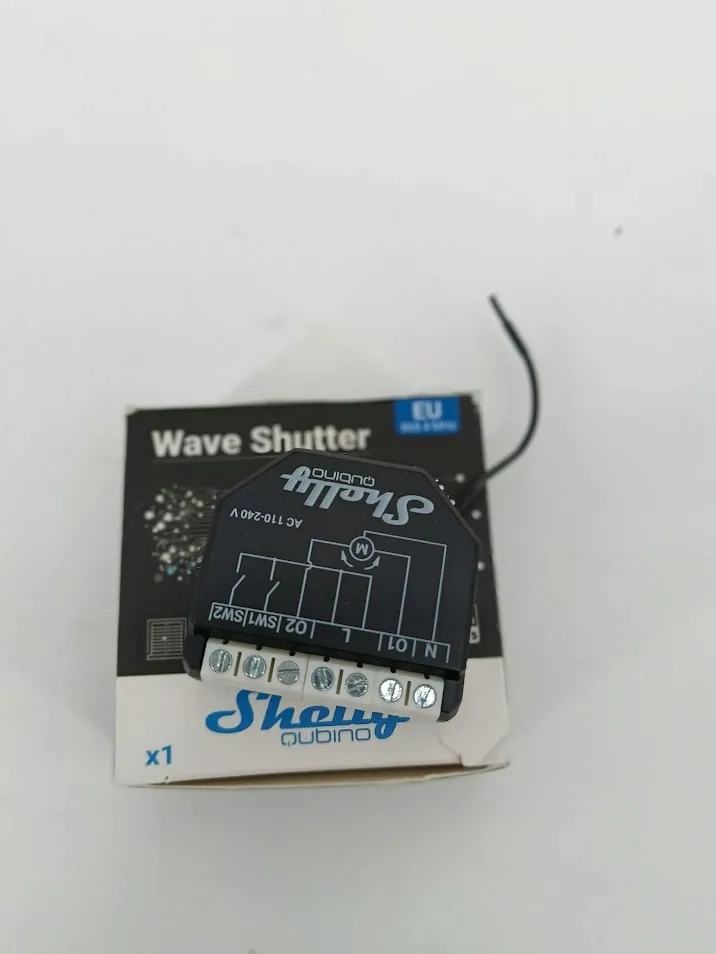 EU
Wave Shutter
Shelly
Qubino
AC 110-240 V
M
N O1 L O2 SW1 SW2
Shelly
Qubino
x1